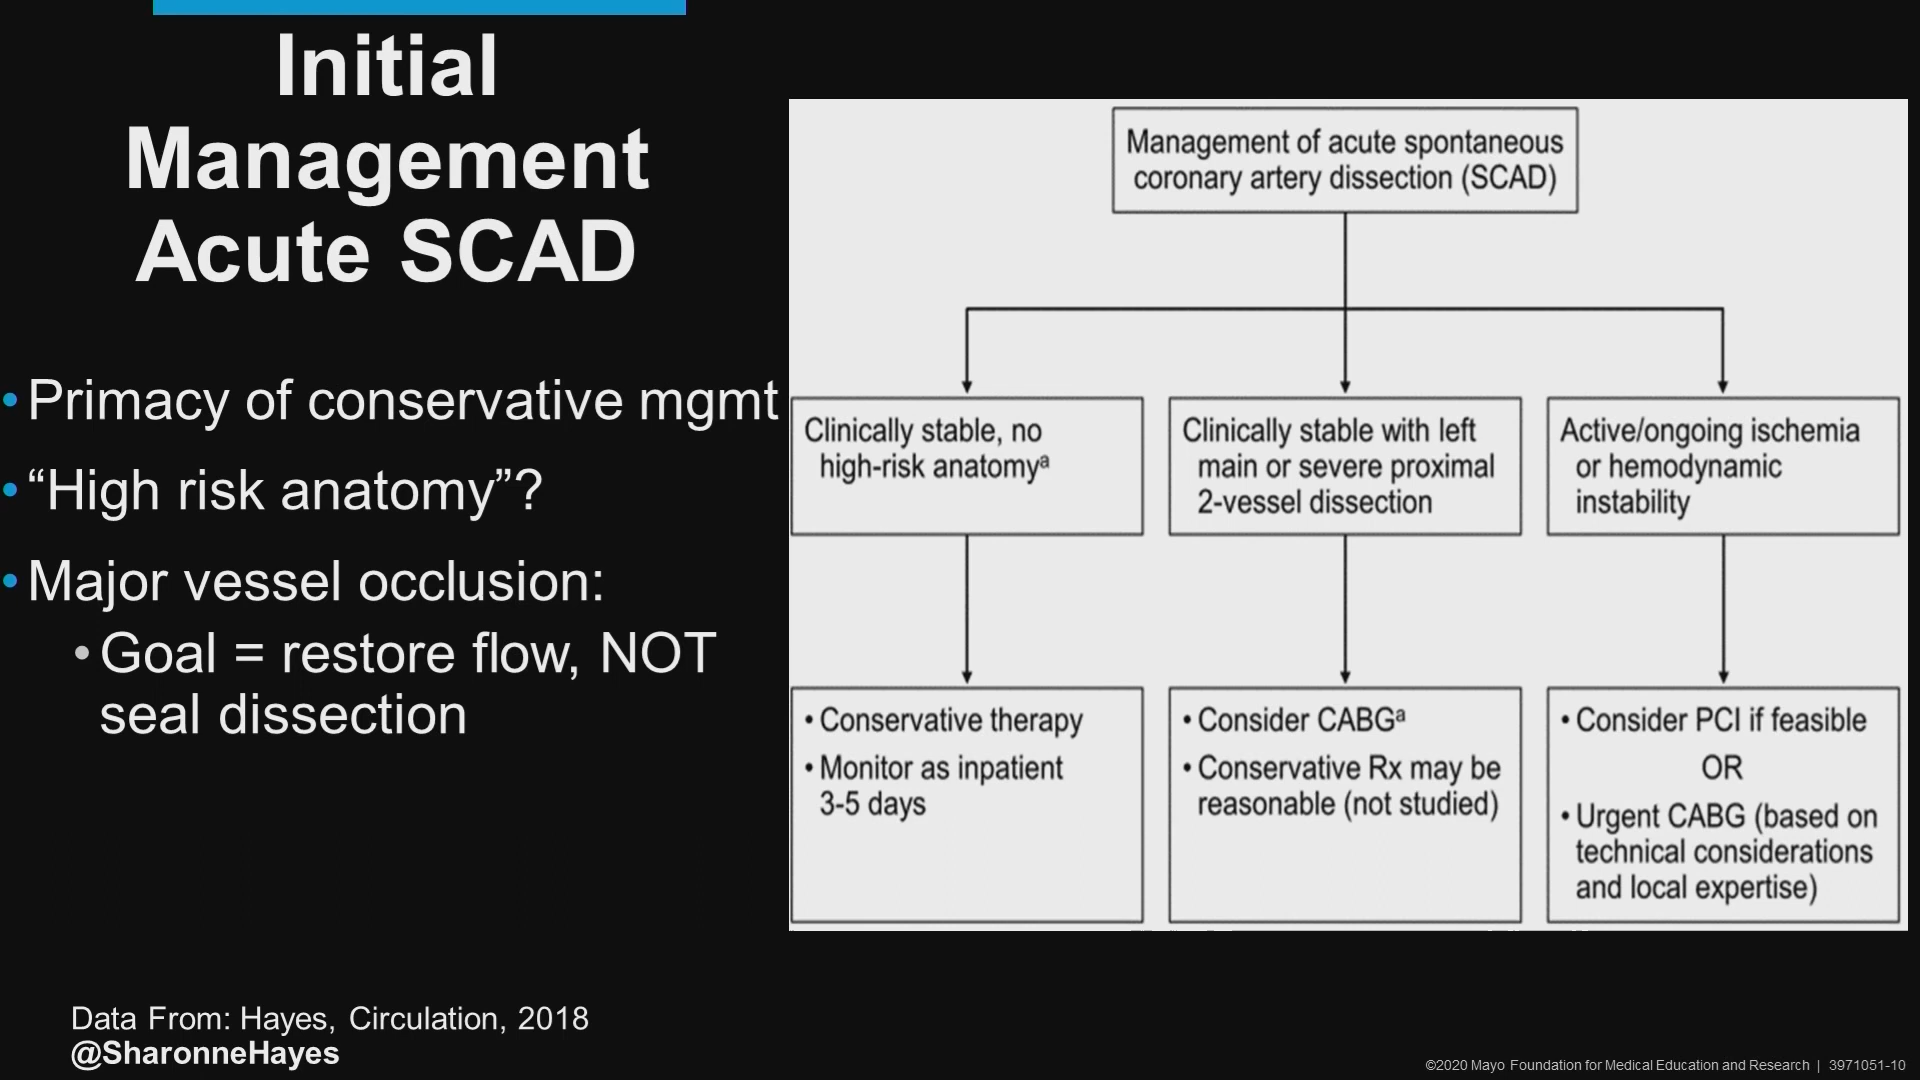 Initial
Management
Acute SCAD
• Primacy of conservative mgmt
• “High risk anatomy”?
• Major vessel occlusion:
• Goal = restore flow, NOT
seal dissection
Management of acute spontaneous
coronary artery dissection (SCAD)
Clinically stable, no
high-risk anatomyᵃ
Clinically stable with left
main or severe proximal
2-vessel dissection
Active/ongoing ischemia
or hemodynamic
instability
• Conservative therapy
• Monitor as inpatient
3-5 days
• Consider CABGᵃ
• Conservative Rx may be
reasonable (not studied)
• Consider PCI if feasible
OR
• Urgent CABG (based on
technical considerations
and local expertise)
Data From: Hayes, Circulation, 2018
@SharonneHayes
©2020 Mayo Foundation for Medical Education and Research | 3971051-10